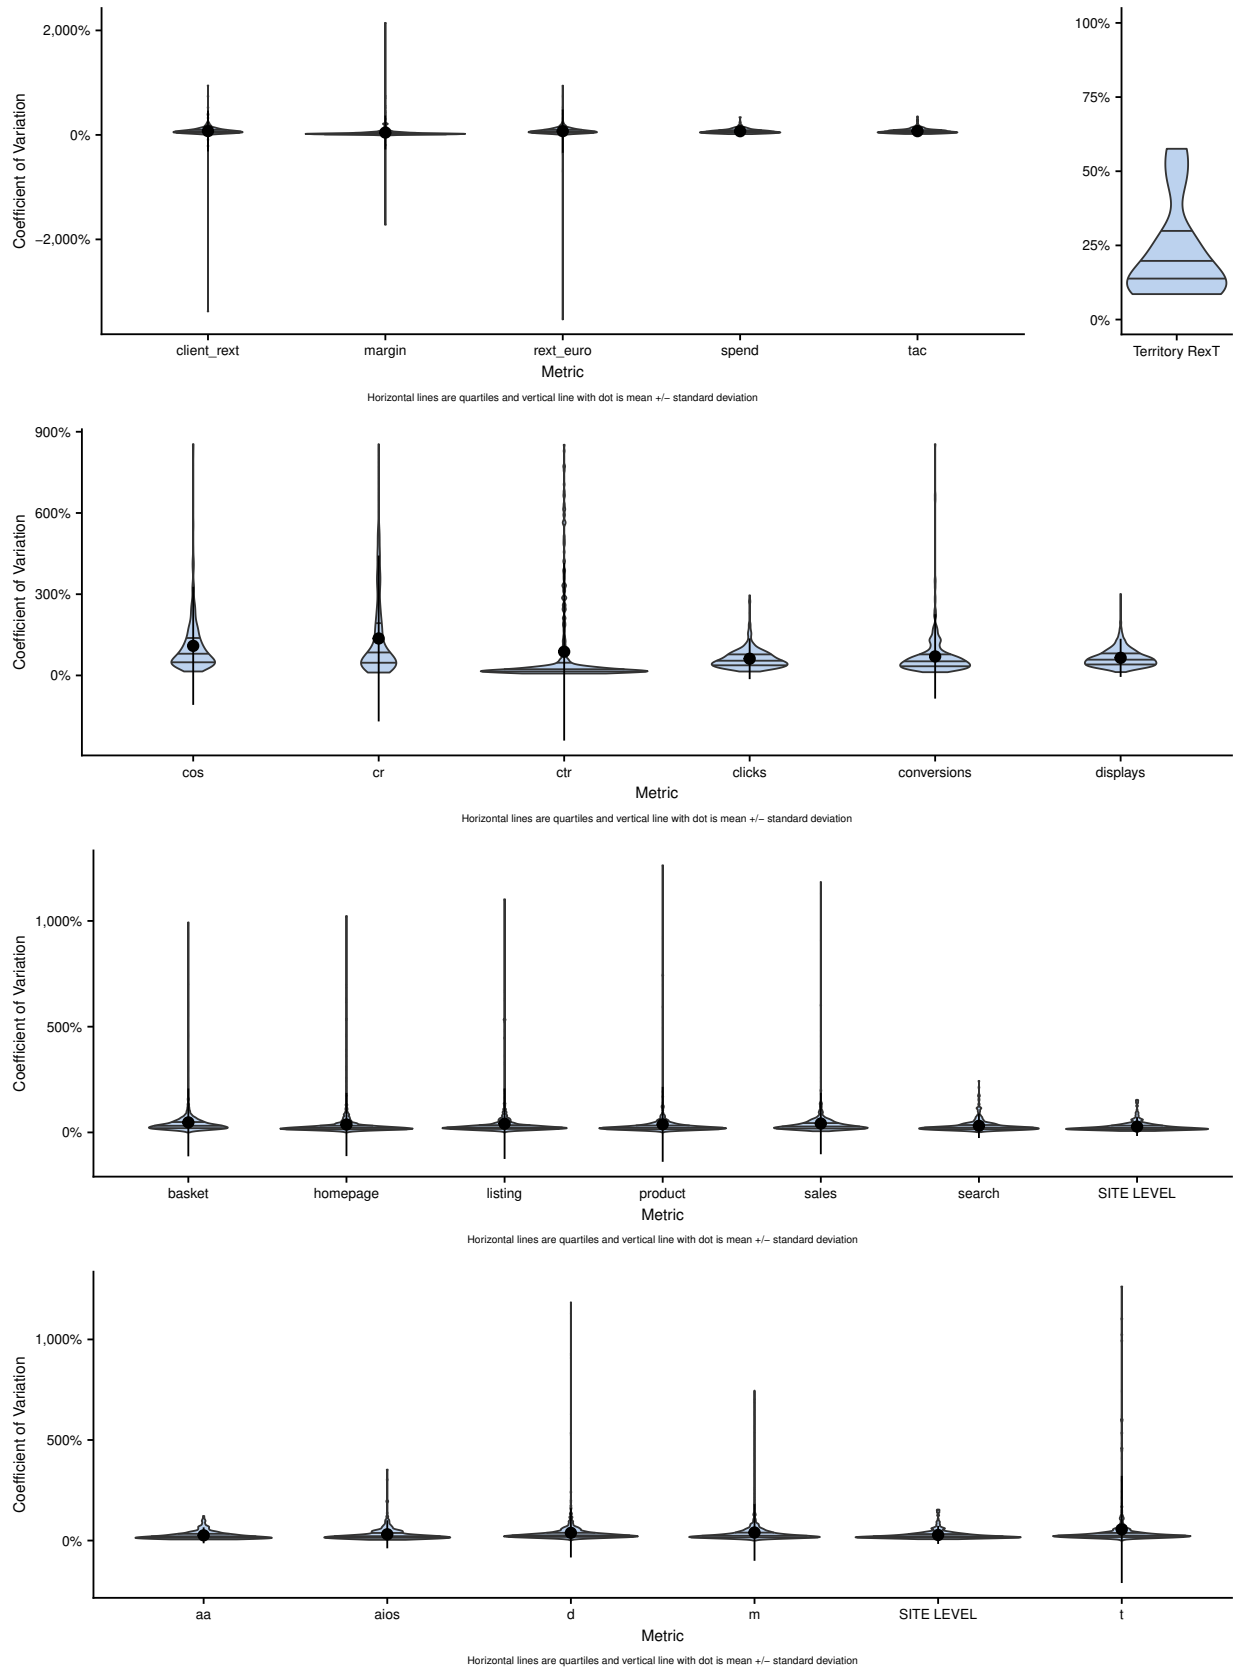 2,000%
0%
−2,000%
Coefficient of Variation
client_rext margin rext_euro spend tac
Metric
Horizontal lines are quartiles and vertical line with dot is mean +/− standard deviation
100%
75%
50%
25%
0%
Territory RexT
900%
600%
300%
0%
Coefficient of Variation
cos cr ctr clicks conversions displays
Metric
Horizontal lines are quartiles and vertical line with dot is mean +/− standard deviation
1,000%
500%
0%
Coefficient of Variation
basket homepage listing product sales search SITE LEVEL
Metric
Horizontal lines are quartiles and vertical line with dot is mean +/− standard deviation
1,000%
500%
0%
Coefficient of Variation
aa aios d m SITE LEVEL t
Metric
Horizontal lines are quartiles and vertical line with dot is mean +/− standard deviation